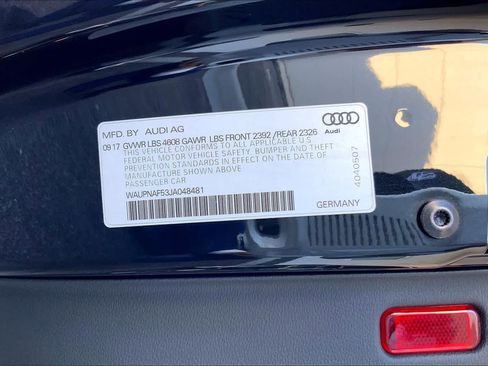 MFD. BY AUDI AG
09 17 GVWR LBS 4608 GAWR LBS FRONT 2392 /REAR 2326
THIS VEHICLE CONFORMS TO ALL APPLICABLE U.S
FEDERAL MOTOR VEHICLE SAFETY, BUMPER AND THEFT
PREVENTION STANDARDS IN EFFECT ON THE DATE OF
MANUFACTURE SHOWN ABOVE
PASSENGER CAR
WAUPNAF53JA048481
Audi
4040507
GERMANY